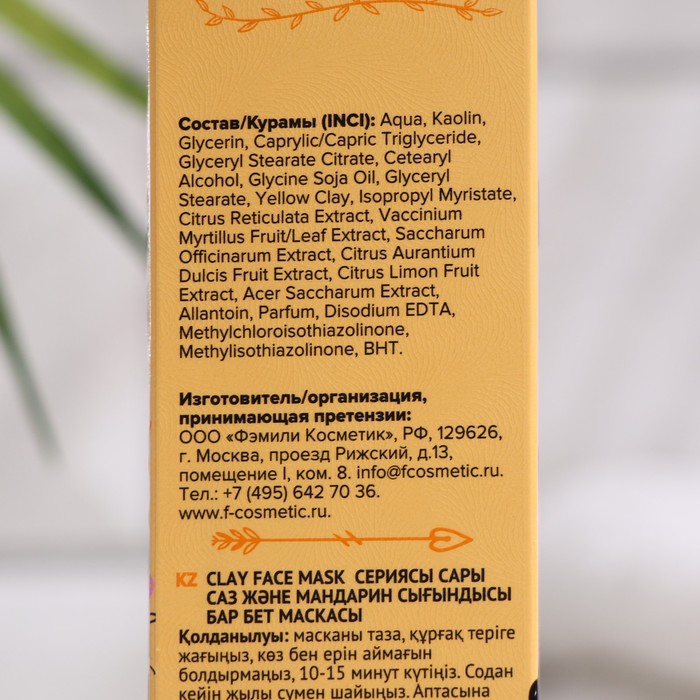 Состав/Курамы (INCI): Aqua, Kaolin,
Glycerin, Caprylic/Capric Triglyceride,
Glyceryl Stearate Citrate, Cetearyl
Alcohol, Glycine Soja Oil, Glyceryl
Stearate, Yellow Clay, Isopropyl Myristate,
Citrus Reticulata Extract, Vaccinium
Myrtillus Fruit/Leaf Extract, Saccharum
Officinarum Extract, Citrus Aurantium
Dulcis Fruit Extract, Citrus Limon Fruit
Extract, Acer Saccharum Extract,
Allantoin, Parfum, Disodium EDTA,
Methylchloroisothiazolinone,
Methylisothiazolinone, BHT.
Изготовитель/организация,
принимающая претензии:
ООО «Фэмили Косметик», РФ, 129626,
г. Москва, проезд Рижский, д.13,
помещение I, ком. 8. info@fcosmetic.ru.
Тел.: +7 (495) 642 70 36.
www.f-cosmetic.ru.
KZ CLAY FACE MASK СЕРИЯСЫ САРЫ
САЗ ЖӘНЕ МАНДАРИН СЫҒЫНДЫСЫ
БАР БЕТ МАСКАСЫ
Қолданылуы: масканы таза, құрғақ теріге
жағыңыз, көз бен ерін аймағын
болдырмаңыз, 10-15 минут күтіңіз. Содан
кейін жылы сумен шайыңыз. Аптасына